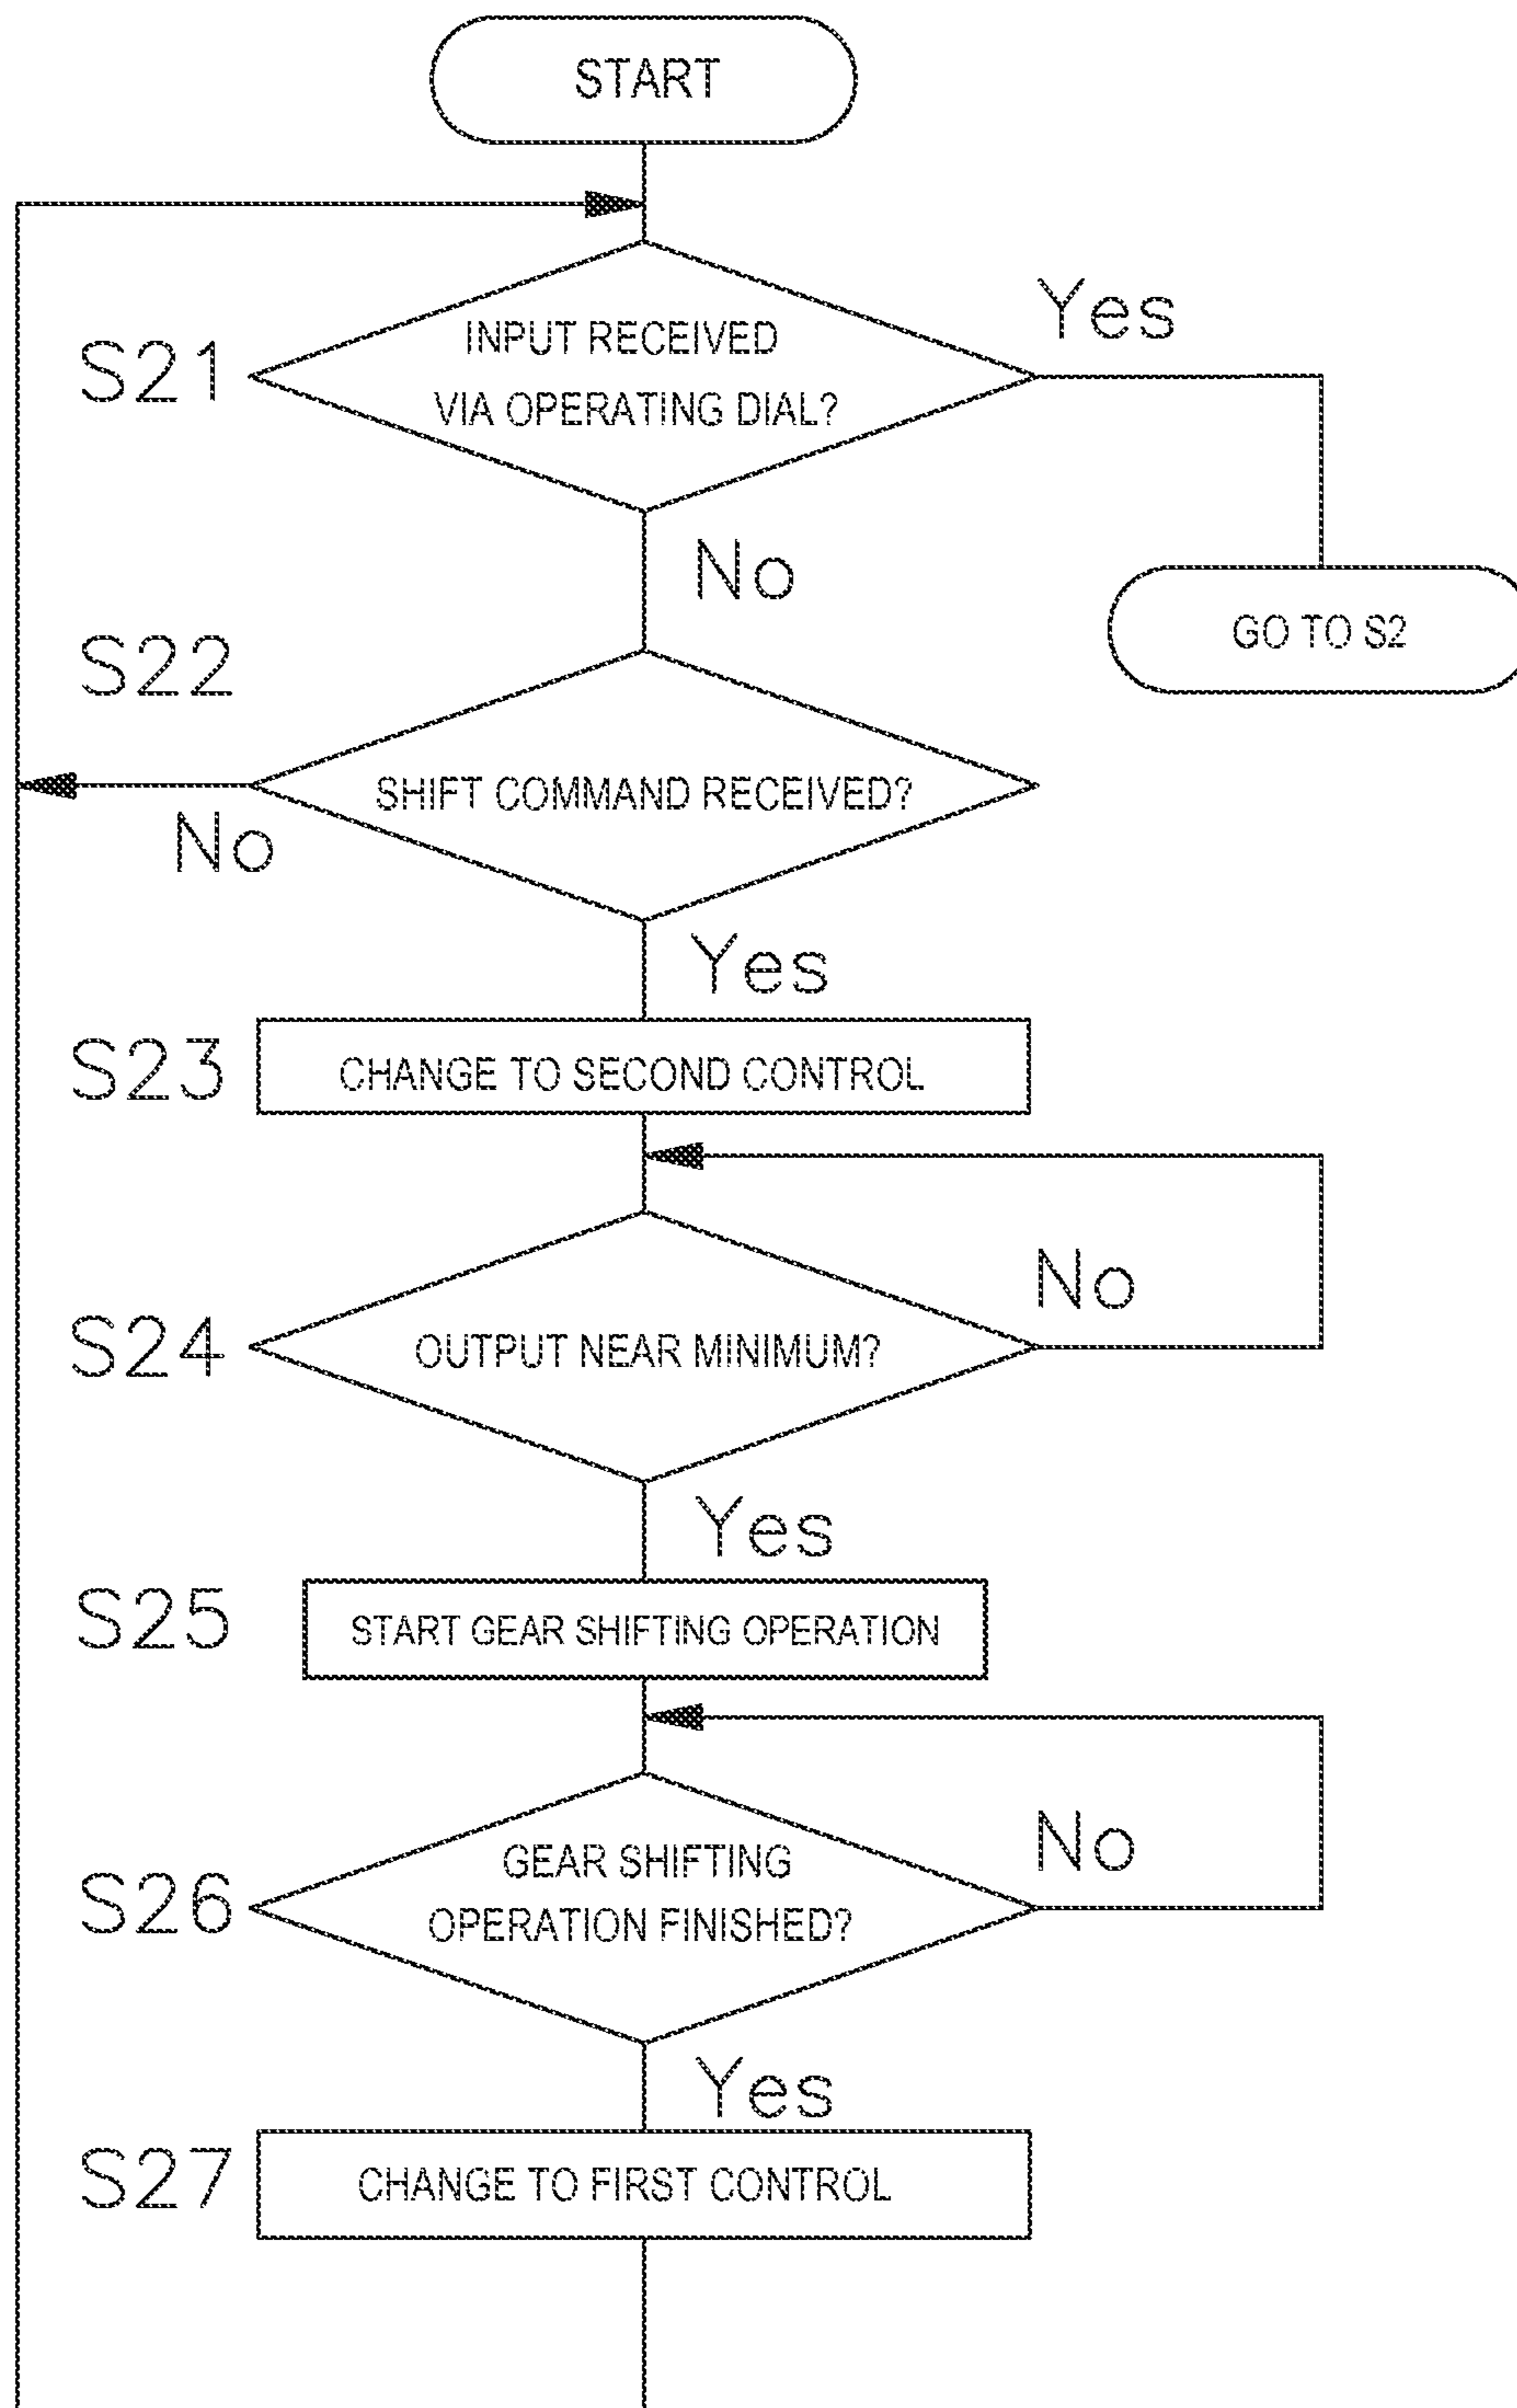 START
S21
INPUT RECEIVED
VIA OPERATING DIAL?
Yes
No
GO TO S2
S22
SHIFT COMMAND RECEIVED?
No
Yes
S23
CHANGE TO SECOND CONTROL
S24
OUTPUT NEAR MINIMUM?
No
Yes
S25
START GEAR SHIFTING OPERATION
S26
GEAR SHIFTING
OPERATION FINISHED?
No
Yes
S27
CHANGE TO FIRST CONTROL